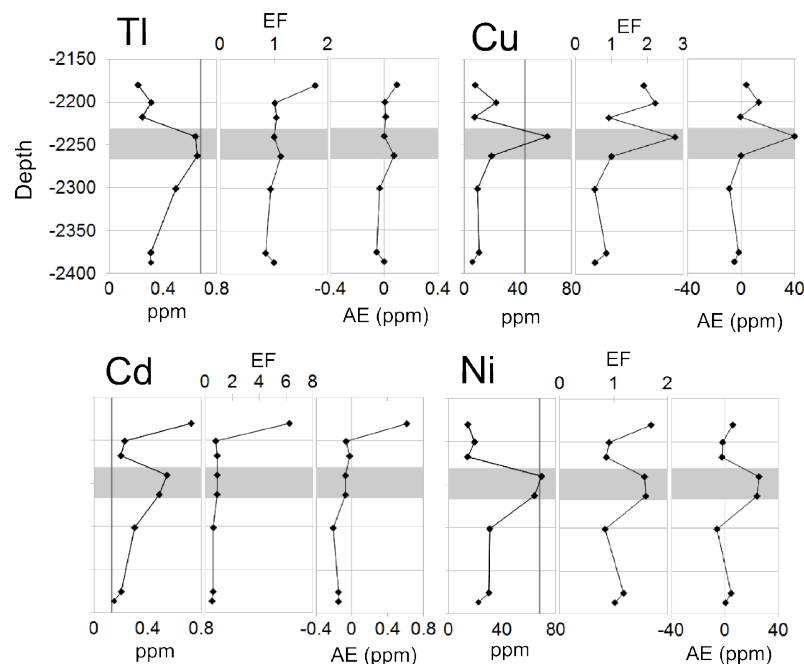 Tl
EF
0 1 2
Cu
EF
0 1 2 3
Depth
-2150
-2200
-2250
-2300
-2350
-2400
0 0.4 0.8
ppm
-0.4 0 0.4
AE (ppm)
0 40 80
ppm
-40 0 40
AE (ppm)
Cd
EF
0 2 4 6 8
Ni
EF
0 1 2
0 0.4 0.8
ppm
-0.4 0 0.4 0.8
AE (ppm)
0 40 80
ppm
-40 0 40
AE (ppm)